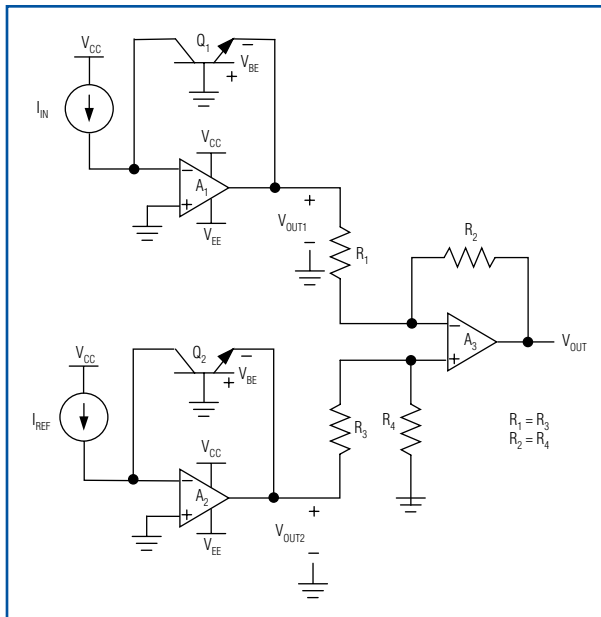 V_CC
Q_1
−
V_BE
+
I_IN
V_CC
−
A_1
+
V_EE
+
V_OUT1
−
R_1
R_2
−
A_3
+
V_OUT
V_CC
Q_2
−
V_BE
+
I_REF
R_3
R_4
R_1 = R_3
R_2 = R_4
V_CC
−
A_2
+
V_EE
+
V_OUT2
−